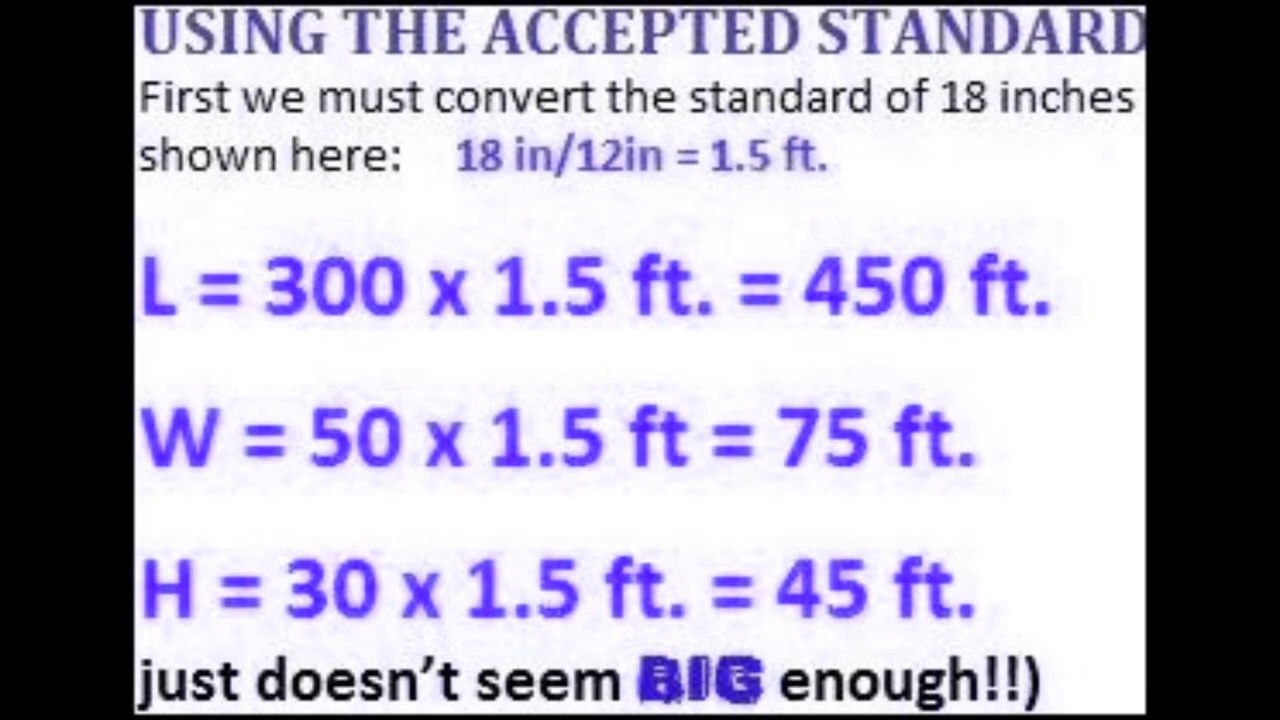 USING THE ACCEPTED STANDARD
First we must convert the standard of 18 inches
shown here: 18 in/12in = 1.5 ft.
L = 300 x 1.5 ft. = 450 ft.
W = 50 x 1.5 ft = 75 ft.
H = 30 x 1.5 ft. = 45 ft.
just doesn’t seem BIG enough!!)